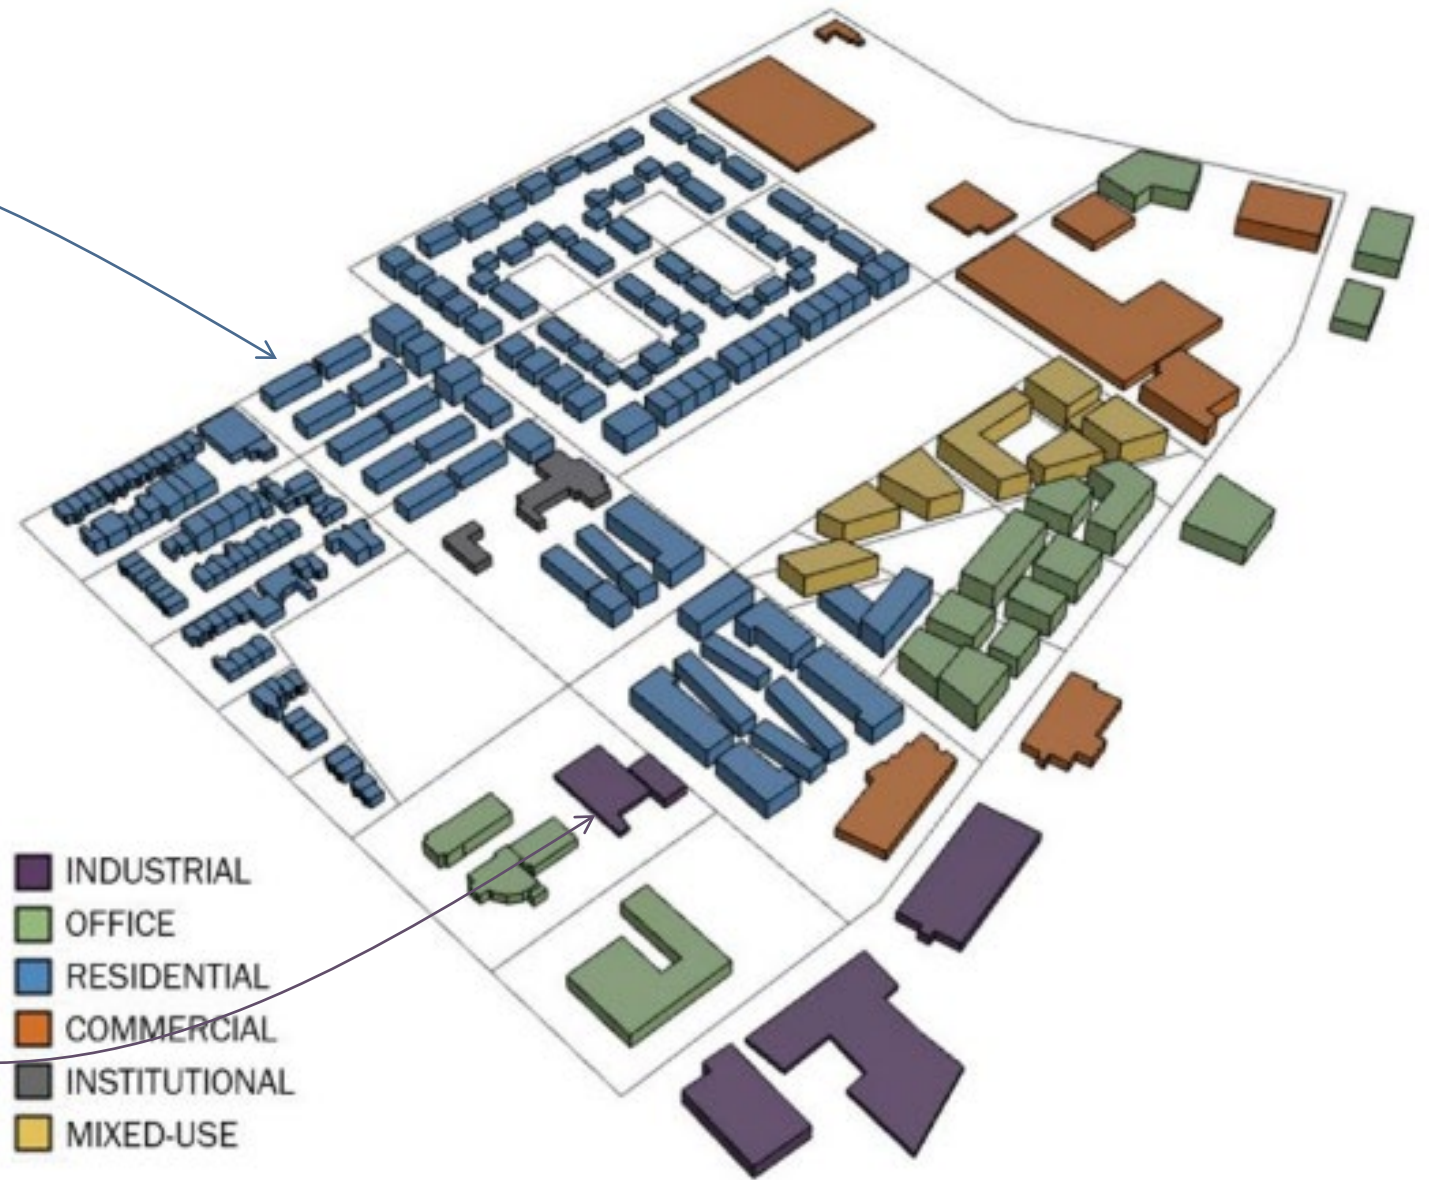 INDUSTRIAL
OFFICE
RESIDENTIAL
COMMERCIAL
INSTITUTIONAL
MIXED-USE